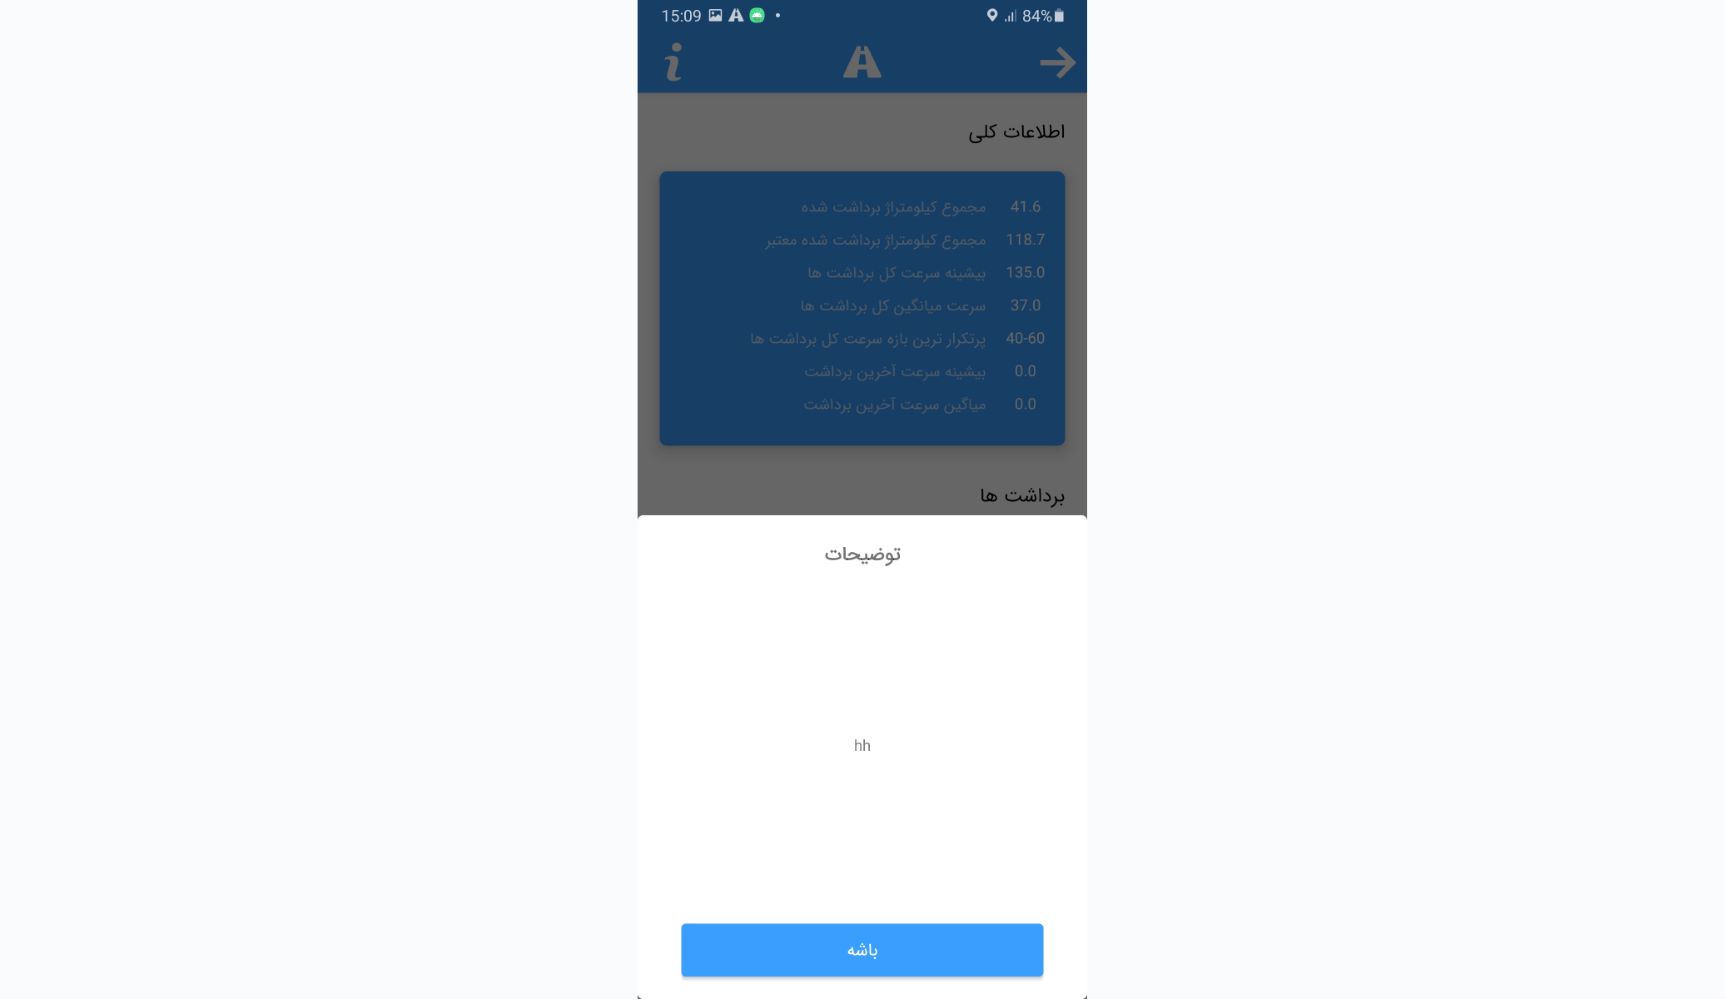 15:09 84%
اطلاعات کلی
41.6 مجموع کیلومتراژ برداشت شده
118.7 مجموع کیلومتراژ برداشت شده معتبر
135.0 بیشینه سرعت کل برداشت ها
37.0 سرعت میانگین کل برداشت ها
40-60 پرتکرار ترین بازه سرعت کل برداشت ها
0.0 بیشینه سرعت آخرین برداشت
0.0 میاگین سرعت آخرین برداشت
برداشت ها
توضیحات
hh
باشه